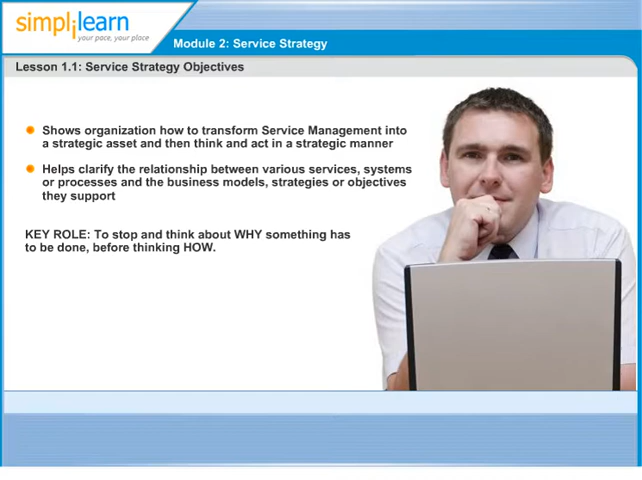 simplilearn
your pace, your place
Module 2: Service Strategy
Lesson 1.1: Service Strategy Objectives
Shows organization how to transform Service Management into
a strategic asset and then think and act in a strategic manner
Helps clarify the relationship between various services, systems
or processes and the business models, strategies or objectives
they support
KEY ROLE: To stop and think about WHY something has
to be done, before thinking HOW.